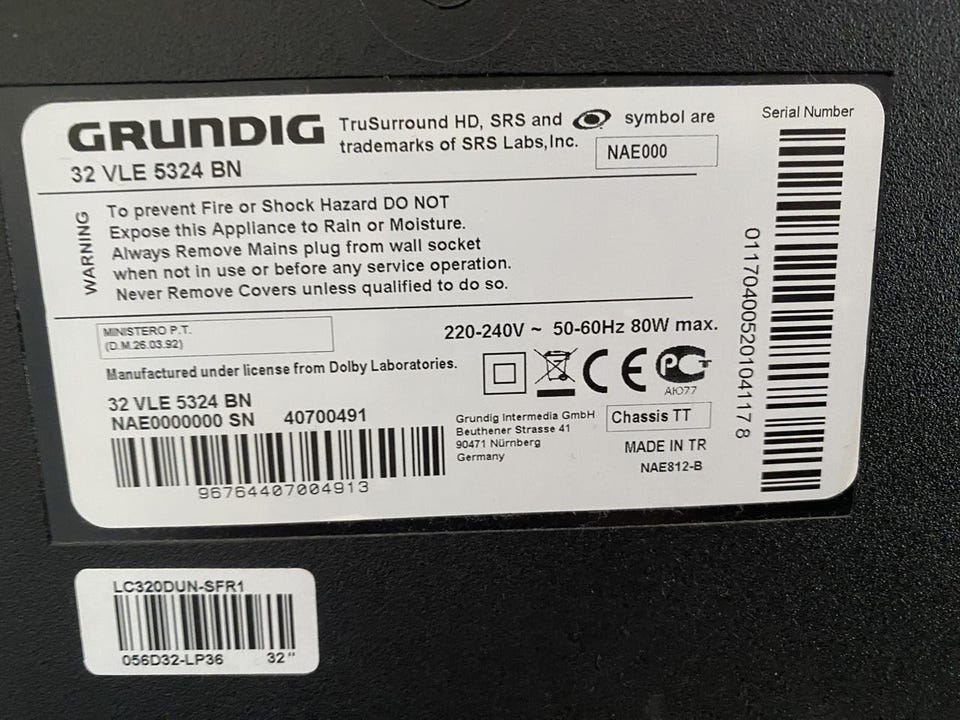 GRUNDIG
32 VLE 5324 BN
TruSurround HD, SRS and symbol are
trademarks of SRS Labs,Inc.
NAE000
WARNING
To prevent Fire or Shock Hazard DO NOT
Expose this Appliance to Rain or Moisture.
Always Remove Mains plug from wall socket
when not in use or before any service operation.
Never Remove Covers unless qualified to do so.
MINISTERO P.T.
(D.M.26.03.92)
220-240V ~ 50-60Hz 80W max.
Manufactured under license from Dolby Laboratories.
CE
РСТ
АЮ77
32 VLE 5324 BN
NAE0000000 SN 40700491
96764407004913
Grundig Intermedia GmbH
Beuthener Strasse 41
90471 Nürnberg
Germany
Chassis TT
MADE IN TR
NAE812-B
Serial Number
01170400520104117 8
LC320DUN-SFR1
056D32-LP36 32"